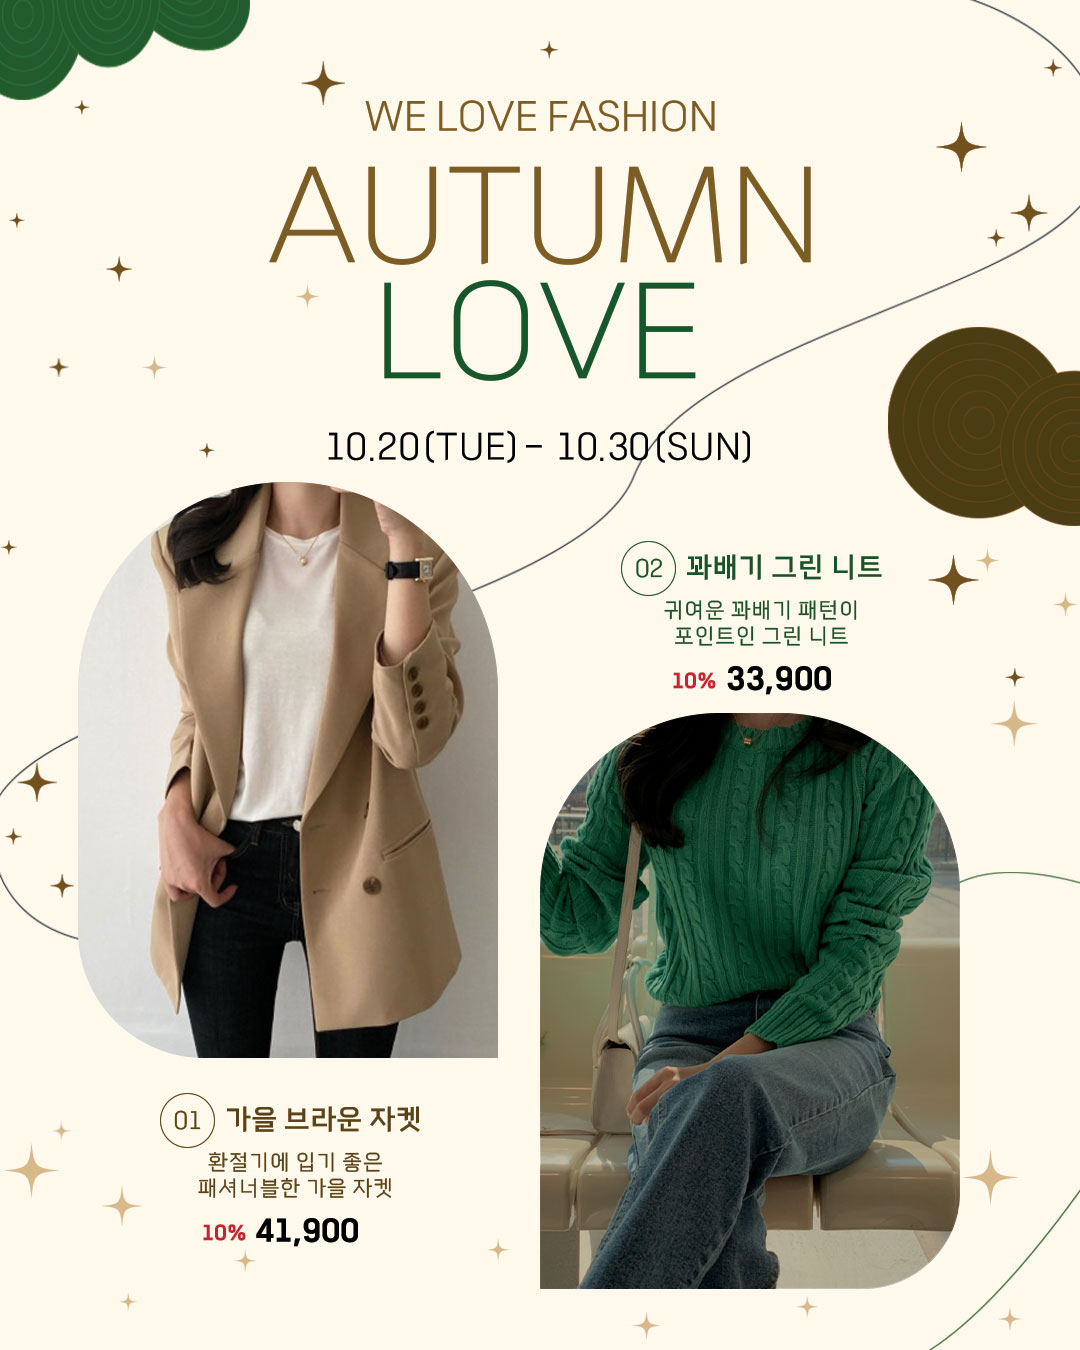 WE LOVE FASHION
AUTUMN
LOVE
10.20(TUE) – 10.30(SUN)
02 꽈배기 그린 니트
귀여운 꽈배기 패턴이
포인트인 그린 니트
10% 33,900
01 가을 브라운 자켓
환절기에 입기 좋은
패셔너블한 가을 자켓
10% 41,900